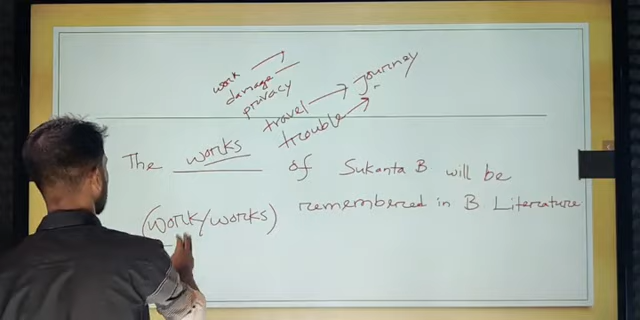 work
damage
privacy
travel → journey
trouble →
The works of Sukanta B will be
(work/works) remembered in B Literature